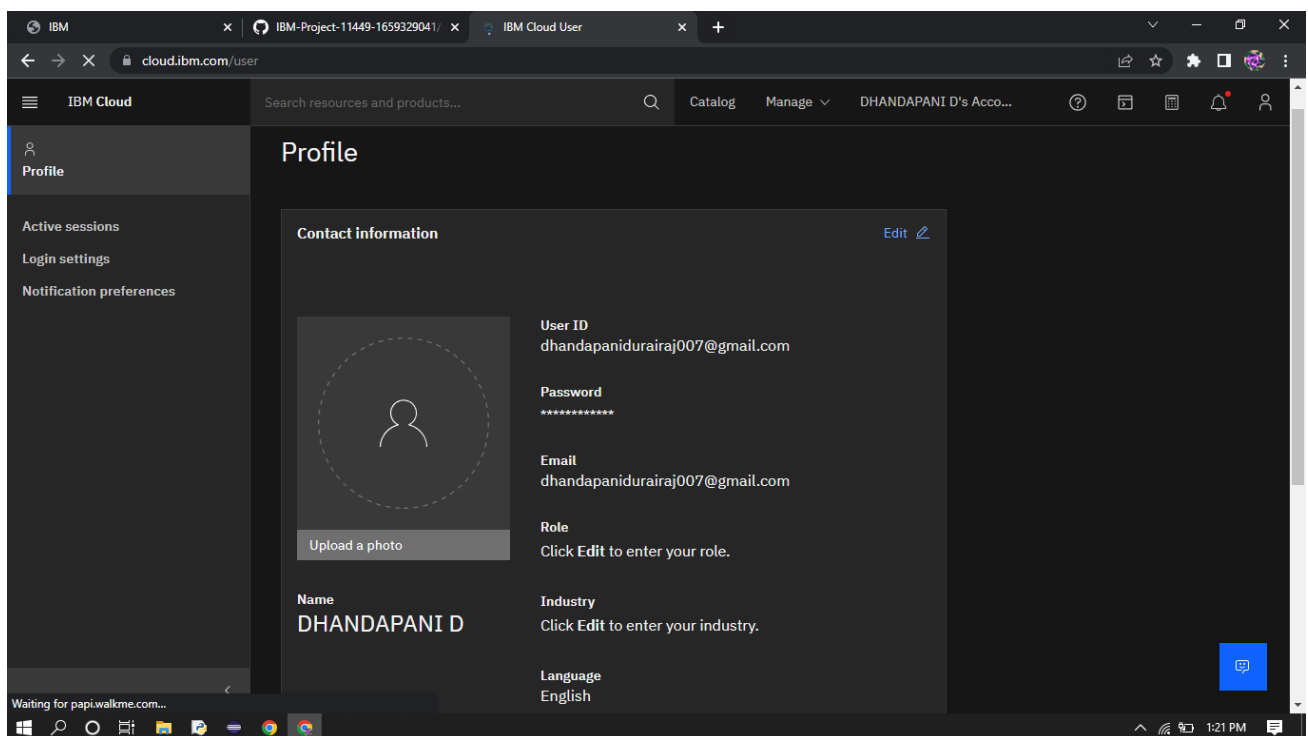 IBM
IBM-Project-11449-1659329041/
IBM Cloud User
cloud.ibm.com/user
IBM Cloud
Search resources and products...
Catalog
Manage
DHANDAPANI D's Acco...
Profile
Active sessions
Login settings
Notification preferences
Profile
Contact information
Edit
Upload a photo
Name
DHANDAPANI D
User ID
dhandapanidurairaj007@gmail.com
Password
************
Email
dhandapanidurairaj007@gmail.com
Role
Click Edit to enter your role.
Industry
Click Edit to enter your industry.
Language
English
Waiting for papi.walkme.com...
1:21 PM